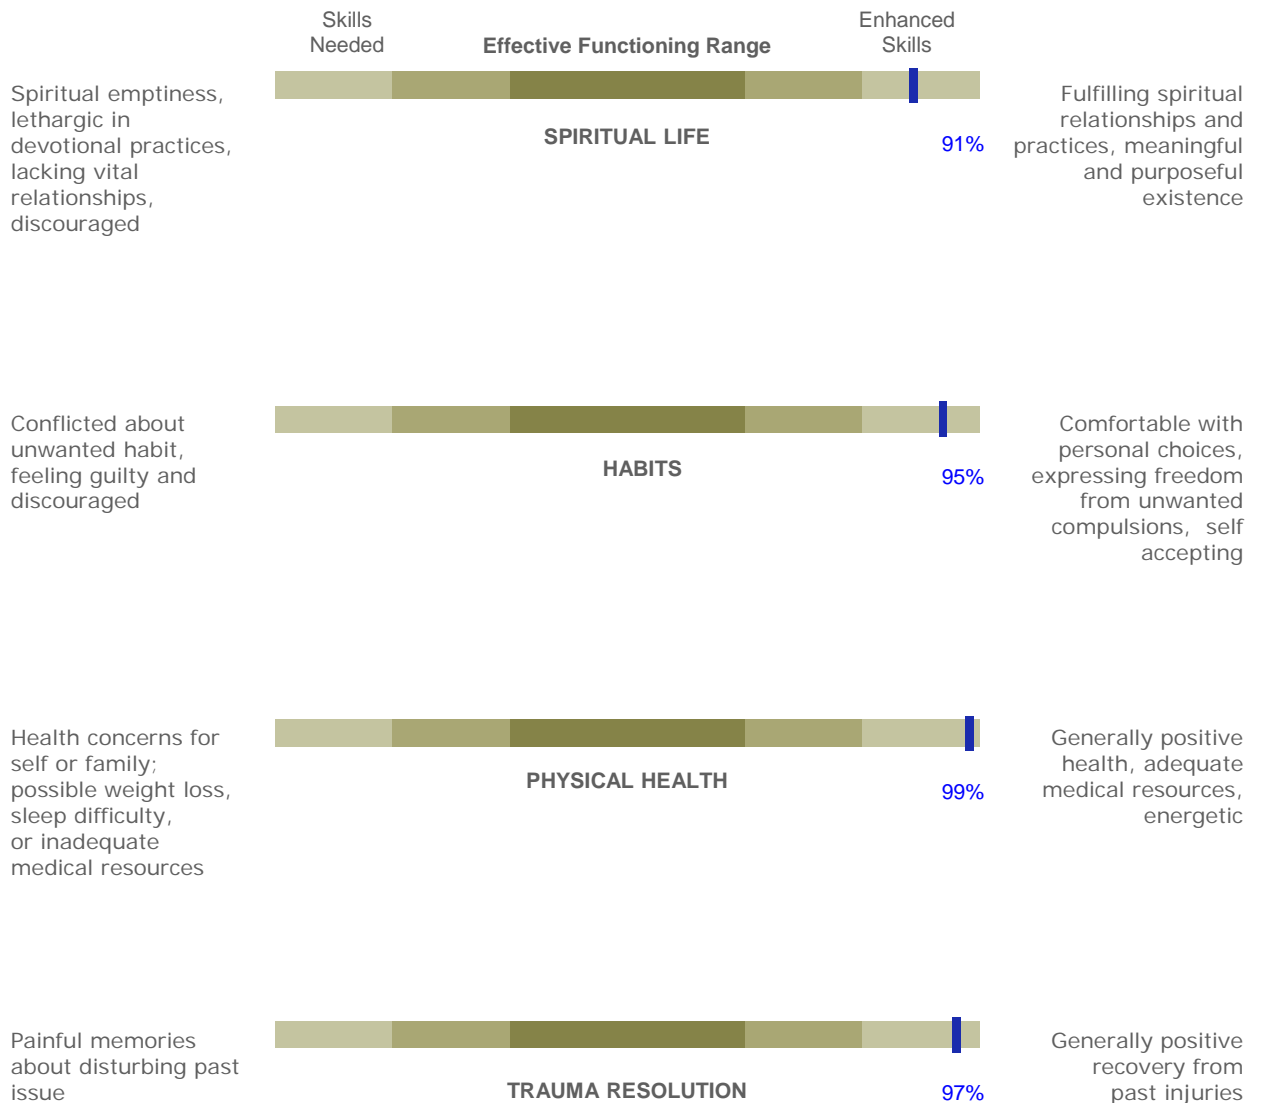 Skills
Needed
Effective Functioning Range
Enhanced
Skills
Spiritual emptiness,
lethargic in
devotional practices,
lacking vital
relationships,
discouraged
SPIRITUAL LIFE
91%
Fulfilling spiritual
relationships and
practices, meaningful
and purposeful
existence
Conflicted about
unwanted habit,
feeling guilty and
discouraged
HABITS
95%
Comfortable with
personal choices,
expressing freedom
from unwanted
compulsions, self
accepting
Health concerns for
self or family;
possible weight loss,
sleep difficulty,
or inadequate
medical resources
PHYSICAL HEALTH
99%
Generally positive
health, adequate
medical resources,
energetic
Painful memories
about disturbing past
issue
TRAUMA RESOLUTION
97%
Generally positive
recovery from
past injuries